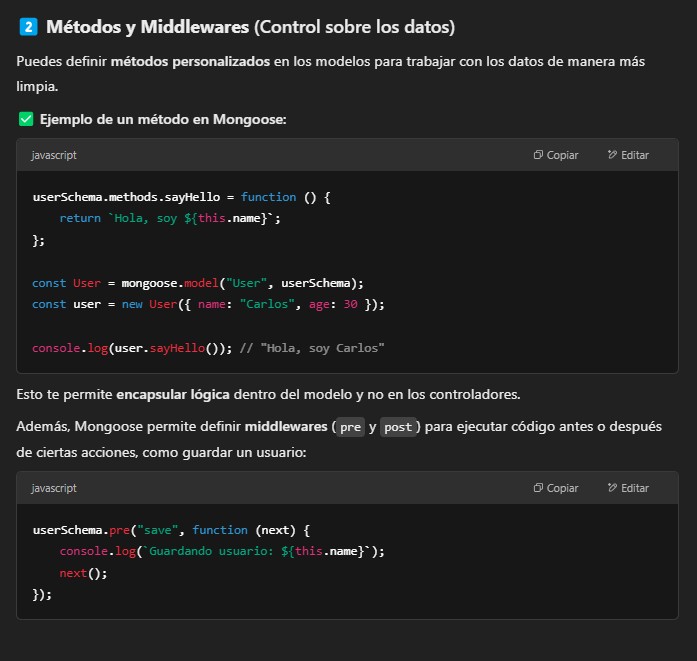 2 Métodos y Middlewares (Control sobre los datos)
Puedes definir métodos personalizados en los modelos para trabajar con los datos de manera más
limpia.
✅ Ejemplo de un método en Mongoose:
javascript Copiar Editar
userSchema.methods.sayHello = function () {
    return `Hola, soy ${this.name}`;
};
const User = mongoose.model("User", userSchema);
const user = new User({ name: "Carlos", age: 30 });
console.log(user.sayHello()); // "Hola, soy Carlos"
Esto te permite encapsular lógica dentro del modelo y no en los controladores.
Además, Mongoose permite definir middlewares (pre y post) para ejecutar código antes o después
de ciertas acciones, como guardar un usuario:
javascript Copiar Editar
userSchema.pre("save", function (next) {
    console.log(`Guardando usuario: ${this.name}`);
    next();
});